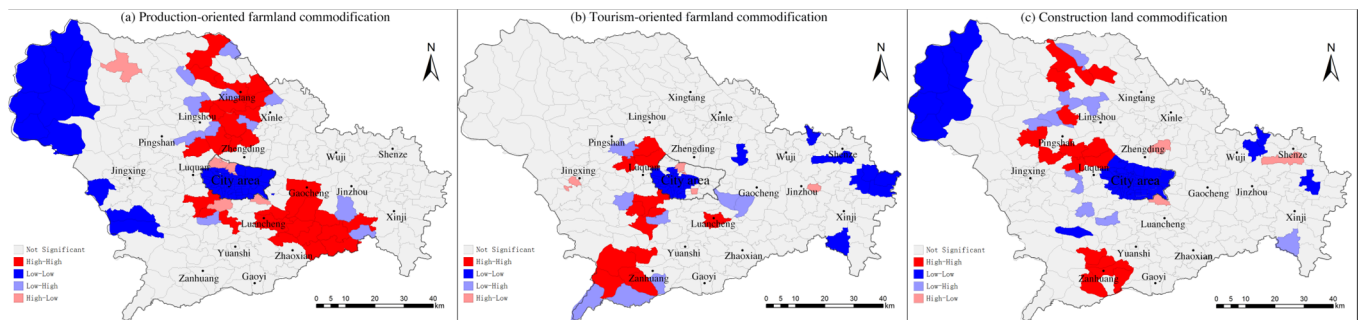 (a) Production-oriented farmland commodification
N
Xingtang
Lingshou
Xinle
Pingshan
Zhengding
Wuji
Shenze
Jingxing
Luquan
City area
Gaocheng
Jinzhou
Luancheng
Xinji
Yuanshi
Zhaoxian
Zanhuang
Gaoyi
Not Significant
High-High
Low-Low
Low-High
High-Low
0 5 10 20 30 40
km
(b) Tourism-oriented farmland commodification
N
Xingtang
Lingshou
Xinle
Pingshan
Zhengding
Wuji
Shenze
Jingxing
Luquan
City area
Gaocheng
Jinzhou
Luancheng
Xinji
Yuanshi
Zhaoxian
Zanhuang
Gaoyi
Not Significant
High-High
Low-Low
Low-High
High-Low
0 5 10 20 30 40
km
(c) Construction land commodification
N
Xingtang
Lingshou
Xinle
Pingshan
Zhengding
Wuji
Shenze
Jingxing
Luquan
City area
Gaocheng
Jinzhou
Luancheng
Xinji
Yuanshi
Zhaoxian
Zanhuang
Gaoyi
Not Significant
High-High
Low-Low
Low-High
High-Low
0 5 10 20 30 40
km